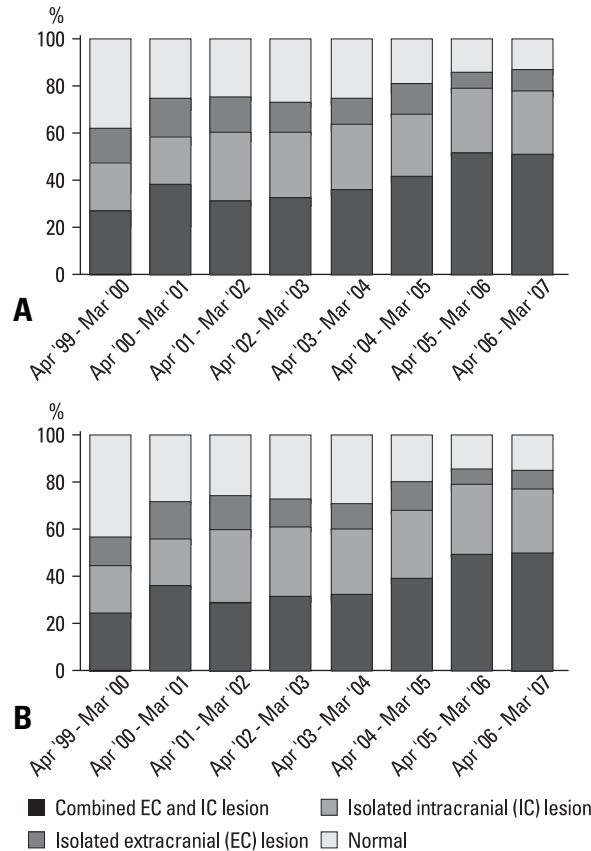 %
100
80
60
40
20
0
A
Apr '99 - Mar '00
Apr '00 - Mar '01
Apr '01 - Mar '02
Apr '02 - Mar '03
Apr '03 - Mar '04
Apr '04 - Mar '05
Apr '05 - Mar '06
Apr '06 - Mar '07
%
100
80
60
40
20
0
B
Apr '99 - Mar '00
Apr '00 - Mar '01
Apr '01 - Mar '02
Apr '02 - Mar '03
Apr '03 - Mar '04
Apr '04 - Mar '05
Apr '05 - Mar '06
Apr '06 - Mar '07
Combined EC and IC lesion
Isolated intracranial (IC) lesion
Isolated extracranial (EC) lesion
Normal